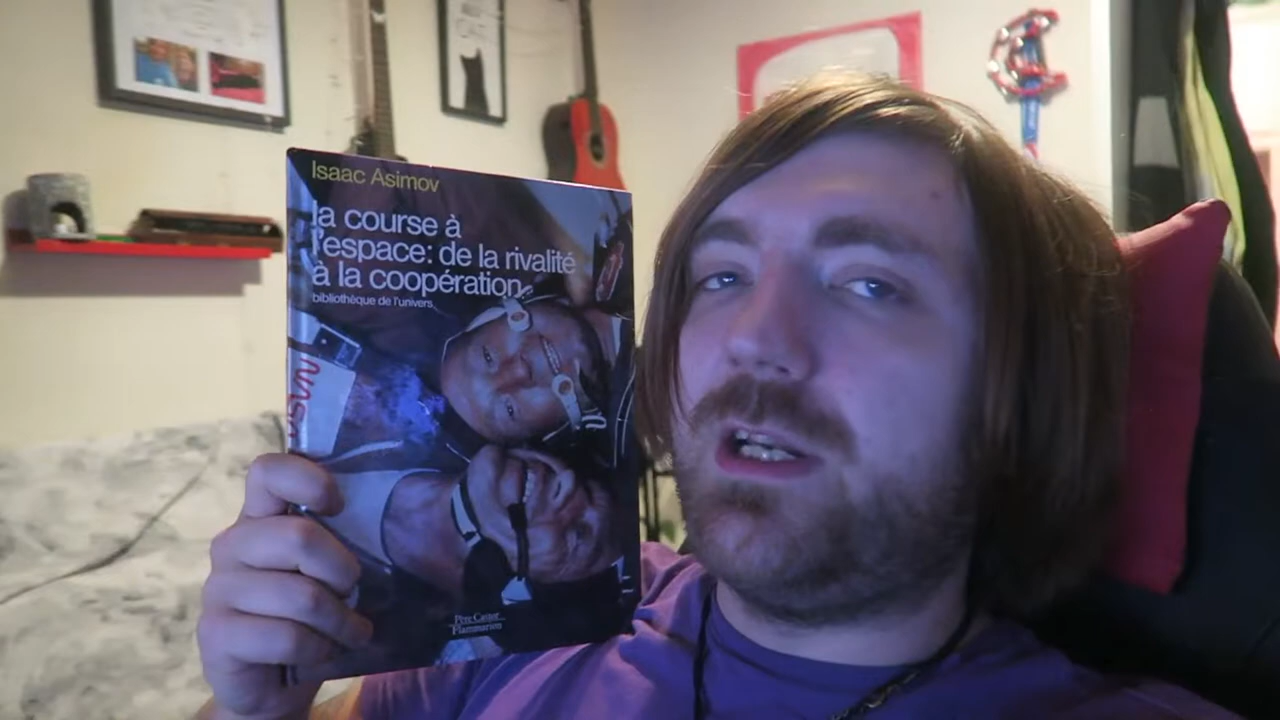 Isaac Asimov
la course à
l'espace: de la rivalité
à la coopération
bibliothèque de l'univers
NASA
Père Castor
Flammarion